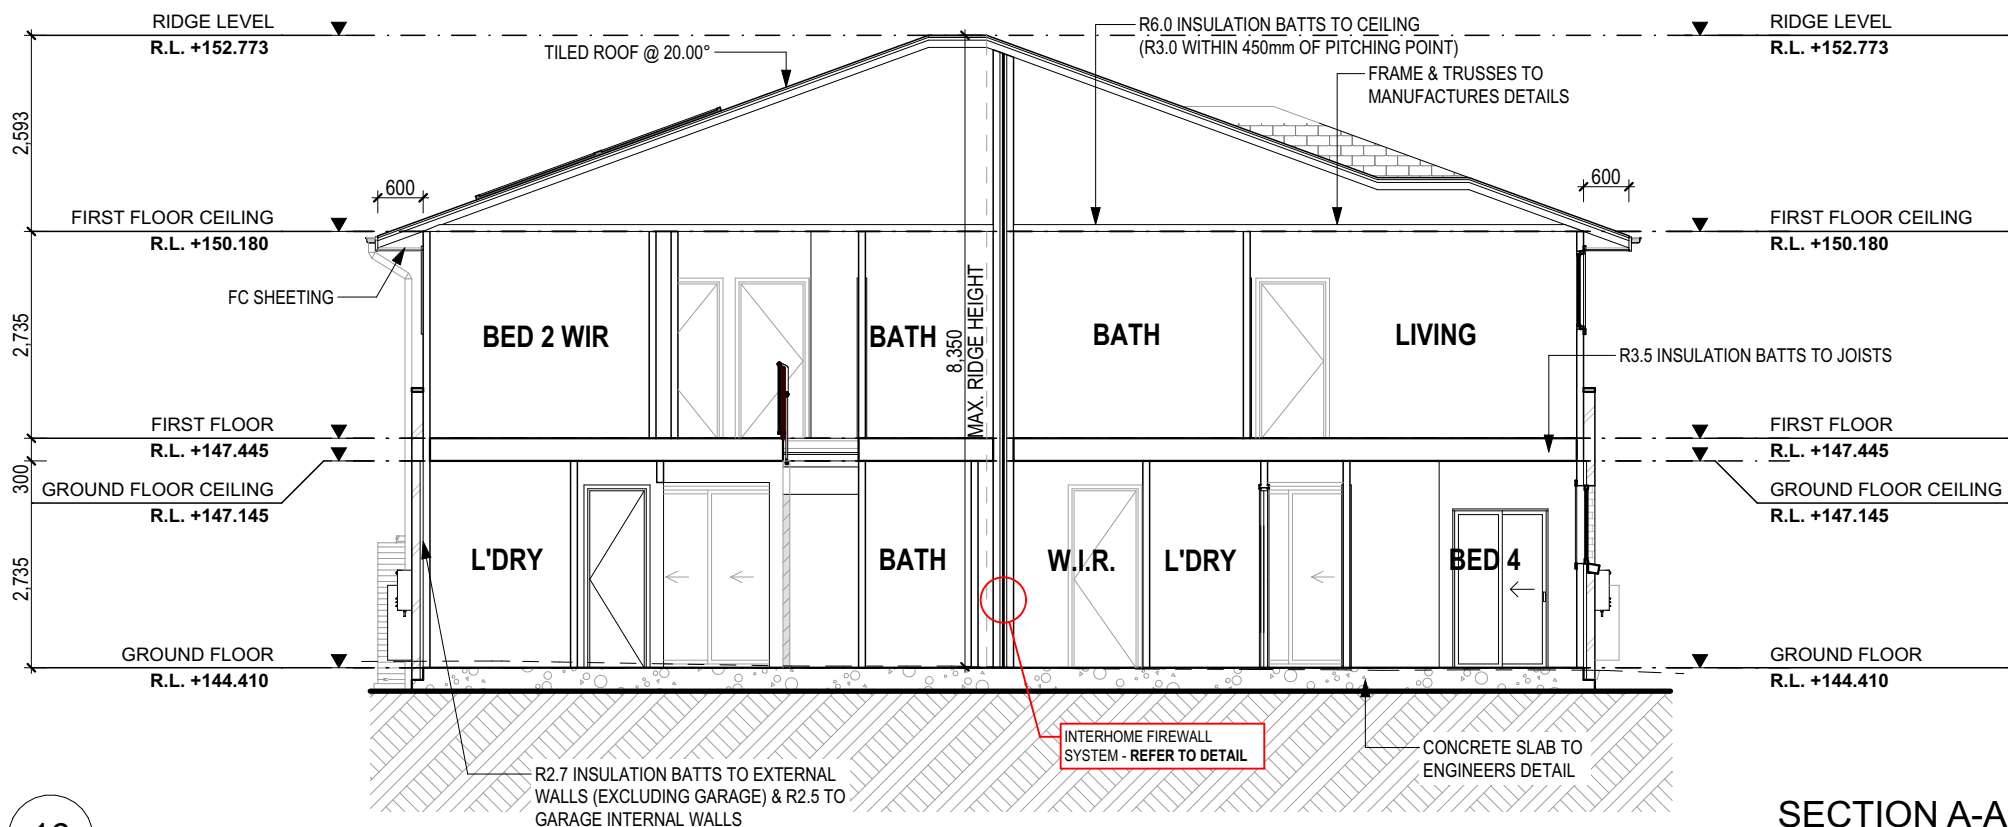 RIDGE LEVEL
R.L. +152.773
TILED ROOF @ 20.00°
R6.0 INSULATION BATTS TO CEILING
(R3.0 WITHIN 450mm OF PITCHING POINT)
FRAME & TRUSSES TO
MANUFACTURES DETAILS
RIDGE LEVEL
R.L. +152.773
2,593
600
600
FIRST FLOOR CEILING
R.L. +150.180
FIRST FLOOR CEILING
R.L. +150.180
FC SHEETING
2,735
BED 2 WIR
BATH
8,350
MAX. RIDGE HEIGHT
BATH
LIVING
R3.5 INSULATION BATTS TO JOISTS
FIRST FLOOR
R.L. +147.445
FIRST FLOOR
R.L. +147.445
300
GROUND FLOOR CEILING
R.L. +147.145
GROUND FLOOR CEILING
R.L. +147.145
2,735
L'DRY
BATH
W.I.R.
L'DRY
BED 4
GROUND FLOOR
R.L. +144.410
GROUND FLOOR
R.L. +144.410
INTERHOME FIREWALL
SYSTEM - REFER TO DETAIL
CONCRETE SLAB TO
ENGINEERS DETAIL
R2.7 INSULATION BATTS TO EXTERNAL
WALLS (EXCLUDING GARAGE) & R2.5 TO
GARAGE INTERNAL WALLS
SECTION A-A